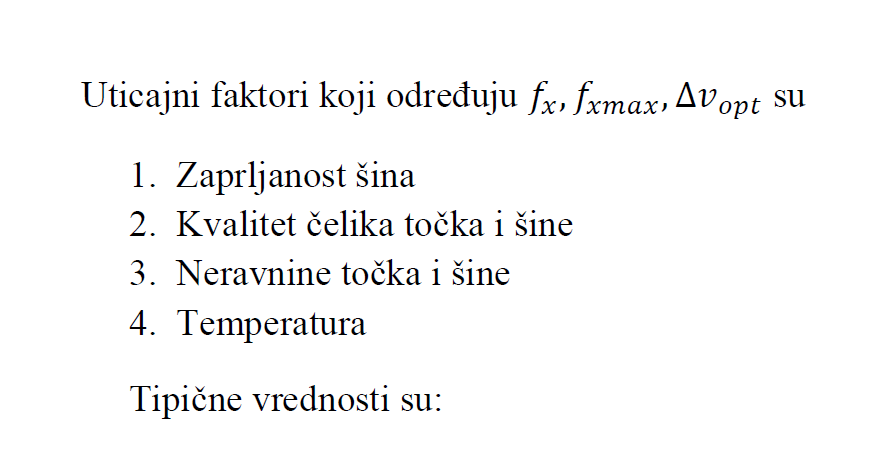 Uticajni faktori koji određuju fₓ, fₓₘₐₓ, Δvₒₚₜ su
1. Zaprljanost šina
2. Kvalitet čelika točka i šine
3. Neravnine točka i šine
4. Temperatura
Tipične vrednosti su: